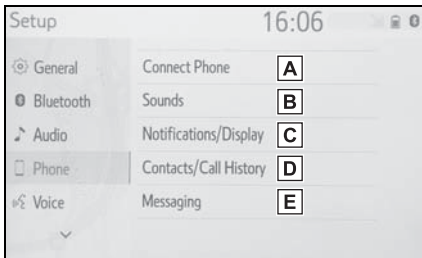 Setup 16:06
General
Bluetooth
Audio
Phone
Voice
Connect Phone A
Sounds B
Notifications/Display C
Contacts/Call History D
Messaging E